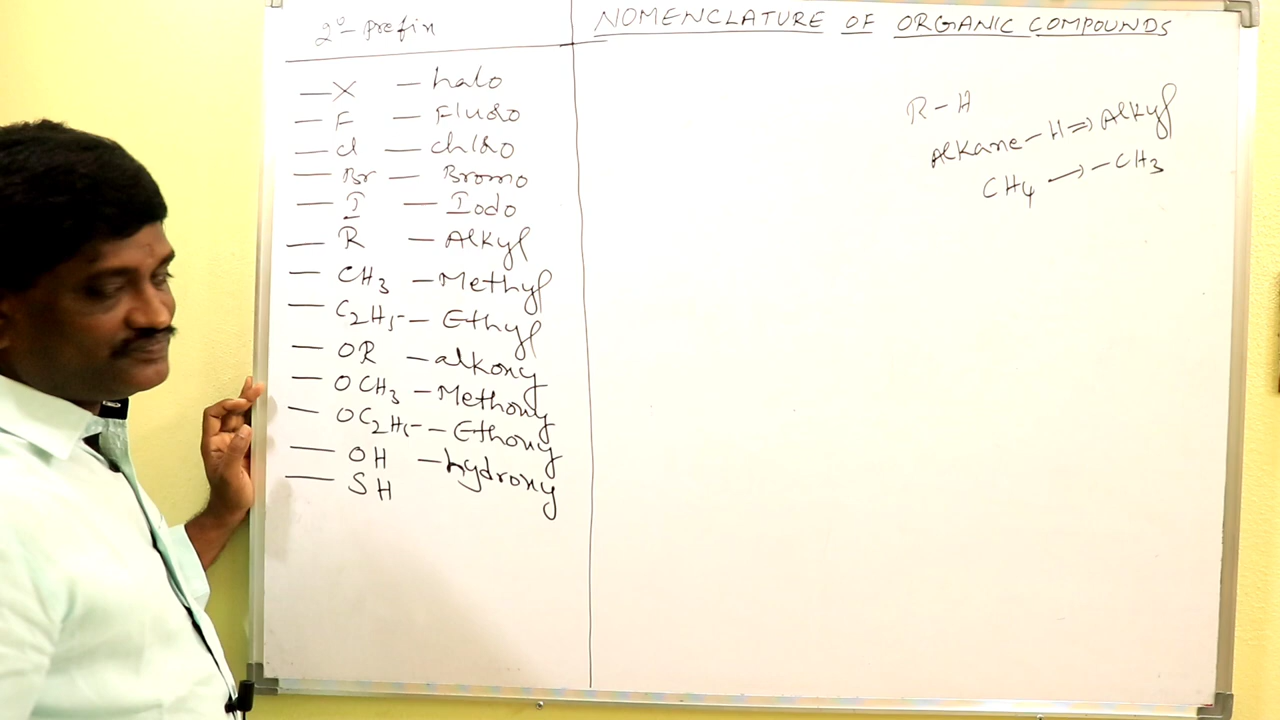 2° - Prefix
NOMENCLATURE OF ORGANIC COMPOUNDS
— X — halo
— F — Fluoro
— Cl — chloro
— Br — Bromo
— I — Iodo
— R — Alkyl
— CH3 — Methyl
— C2H5 — Ethyl
— OR — alkoxy
— OCH3 — Methoxy
— OC2H5 — Ethoxy
— OH — hydroxy
— SH
R - H
Alkane - H ⇒ Alkyl
CH4 → - CH3